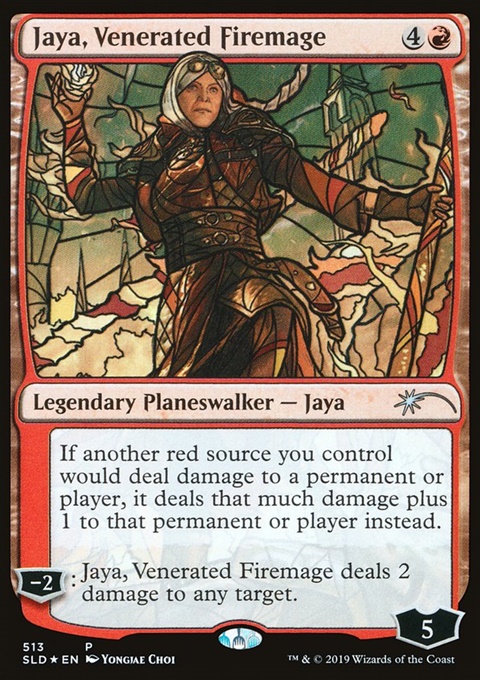 Jaya, Venerated Firemage 4
Legendary Planeswalker — Jaya
If another red source you control
would deal damage to a permanent or
player, it deals that much damage plus
1 to that permanent or player instead.
-2 : Jaya, Venerated Firemage deals 2
damage to any target.
5
513 P
SLD ★ EN Yongjae Choi
™ & © 2019 Wizards of the Coast